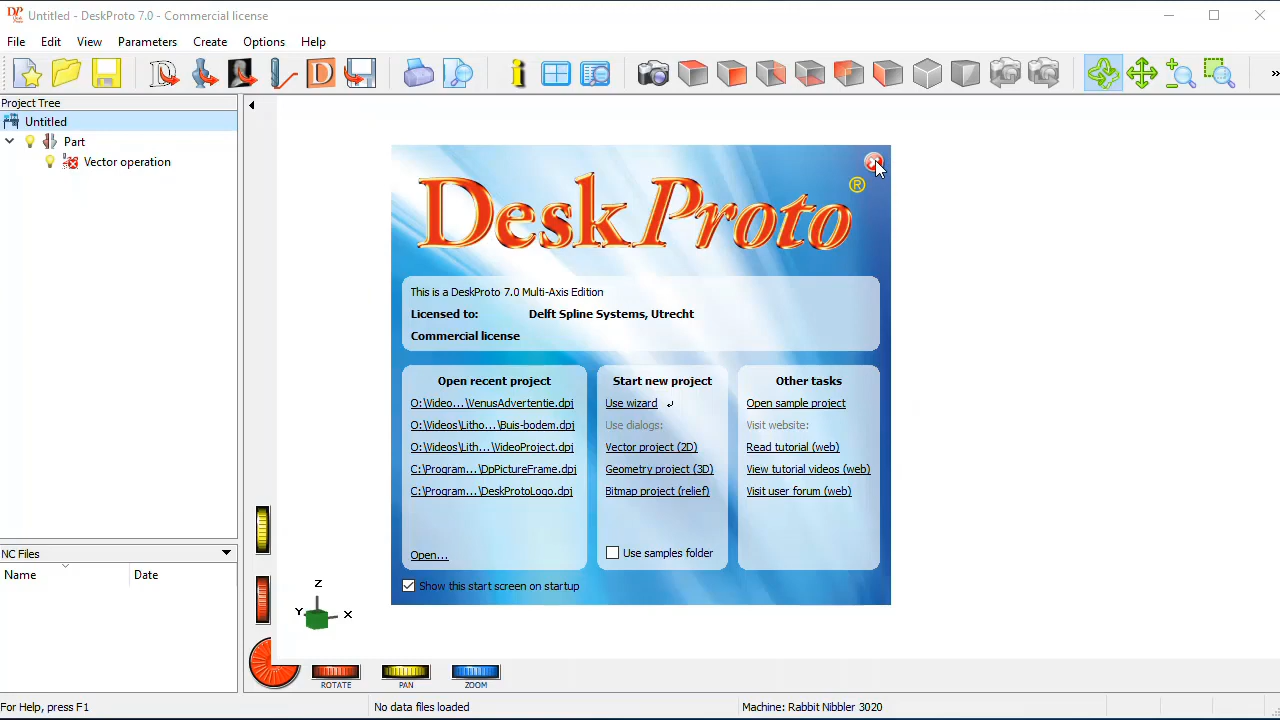 Untitled - DeskProto 7.0 - Commercial license
File Edit View Parameters Create Options Help
Project Tree
Untitled
Part
Vector operation
DeskProto ®
This is a DeskProto 7.0 Multi-Axis Edition
Licensed to: Delft Spline Systems, Utrecht
Commercial license
Open recent project
O:\Video...\VenusAdvertentie.dpj
O:\Videos\Litho...\Buis-bodem.dpj
O:\Videos\Lith...\VideoProject.dpj
C:\Program...\DpPictureFrame.dpj
C:\Program...\DeskProtoLogo.dpj
Open...
Start new project
Use wizard
Use dialogs:
Vector project (2D)
Geometry project (3D)
Bitmap project (relief)
Use samples folder
Other tasks
Open sample project
Visit website:
Read tutorial (web)
View tutorial videos (web)
Visit user forum (web)
Show this start screen on startup
NC Files
Name Date
Z
Y X
ROTATE PAN ZOOM
For Help, press F1 No data files loaded Machine: Rabbit Nibbler 3020